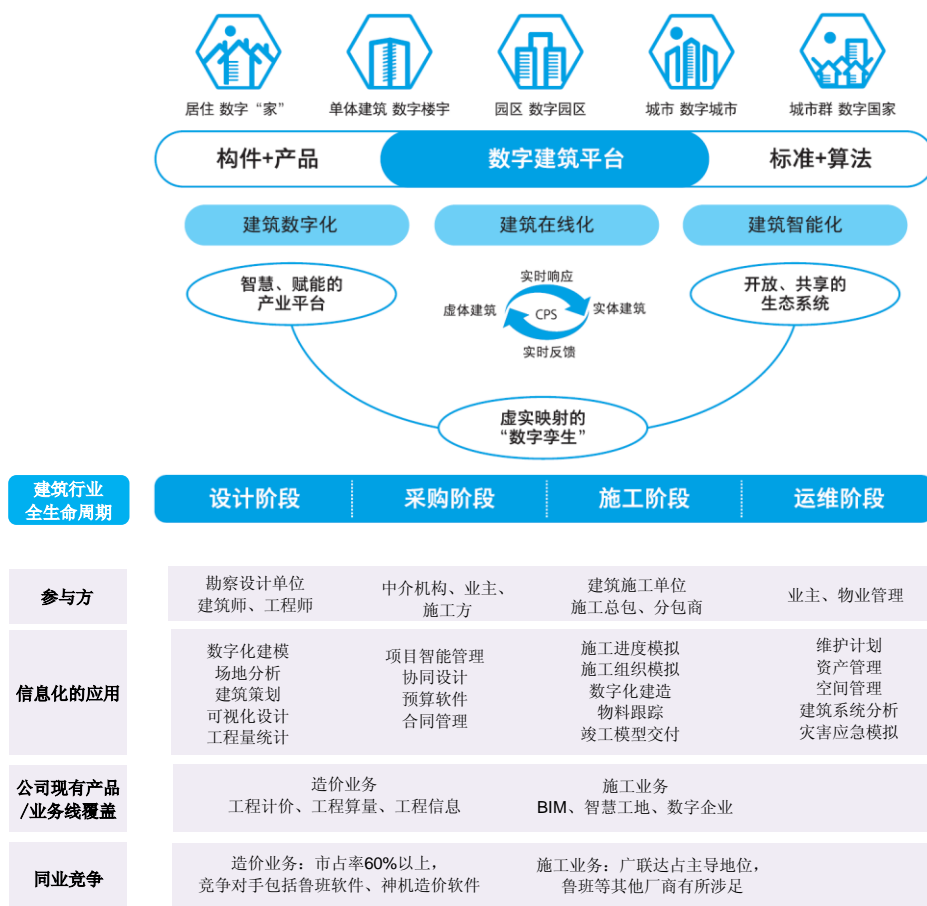 居住 数字“家”
单体建筑 数字楼宇
园区 数字园区
城市 数字城市
城市群 数字国家
构件+产品
数字建筑平台
标准+算法
建筑数字化
建筑在线化
建筑智能化
智慧、赋能的
产业平台
实时响应
虚体建筑
CPS
实体建筑
实时反馈
开放、共享的
生态系统
虚实映射的
“数字孪生”
建筑行业
全生命周期
设计阶段
采购阶段
施工阶段
运维阶段
参与方
勘察设计单位
建筑师、工程师
中介机构、业主、
施工方
建筑施工单位
施工总包、分包商
业主、物业管理
信息化的应用
数字化建模
场地分析
建筑策划
可视化设计
工程量统计
项目智能管理
协同设计
预算软件
合同管理
施工进度模拟
施工组织模拟
数字化建造
物料跟踪
竣工模型交付
维护计划
资产管理
空间管理
建筑系统分析
灾害应急模拟
公司现有产品
/业务线覆盖
造价业务
工程计价、工程算量、工程信息
施工业务
BIM、智慧工地、数字企业
同业竞争
造价业务：市占率60%以上，
竞争对手包括鲁班软件、神机造价软件
施工业务：广联达占主导地位，
鲁班等其他厂商有所涉足